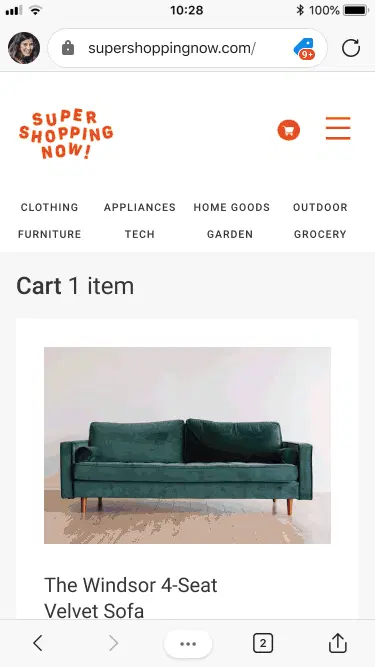 10:28
100%
supershoppingnow.com/
9+
SUPER
SHOPPING
NOW!
CLOTHING APPLIANCES HOME GOODS OUTDOOR
FURNITURE TECH GARDEN GROCERY
Cart 1 item
The Windsor 4-Seat
Velvet Sofa
2